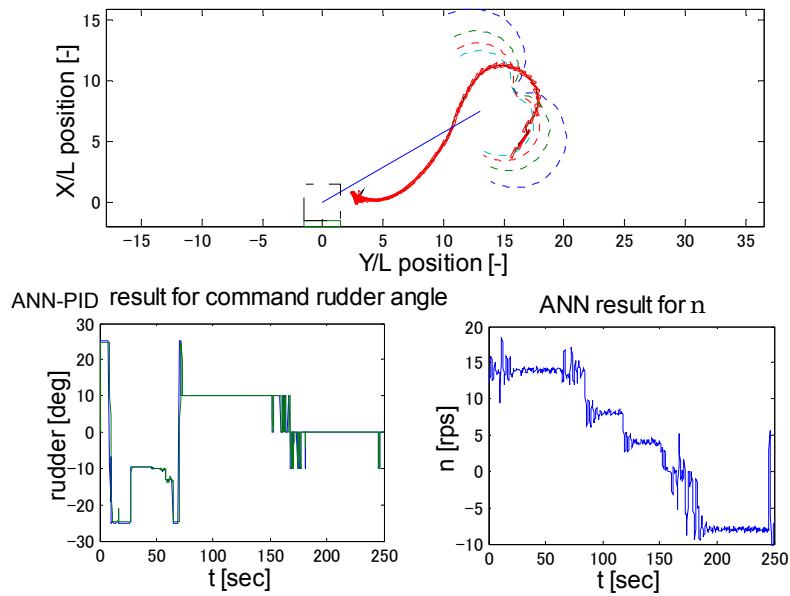 15
10
5
0
X/L position [-]
−15 −10 −5 0 5 10 15 20 25 30 35
Y/L position [-]
ANN-PID result for command rudder angle
30
20
10
0
−10
−20
−30
rudder [deg]
0 50 100 150 200 250
t [sec]
ANN result for n
20
15
10
5
0
−5
−10
n [rps]
0 50 100 150 200 250
t [sec]